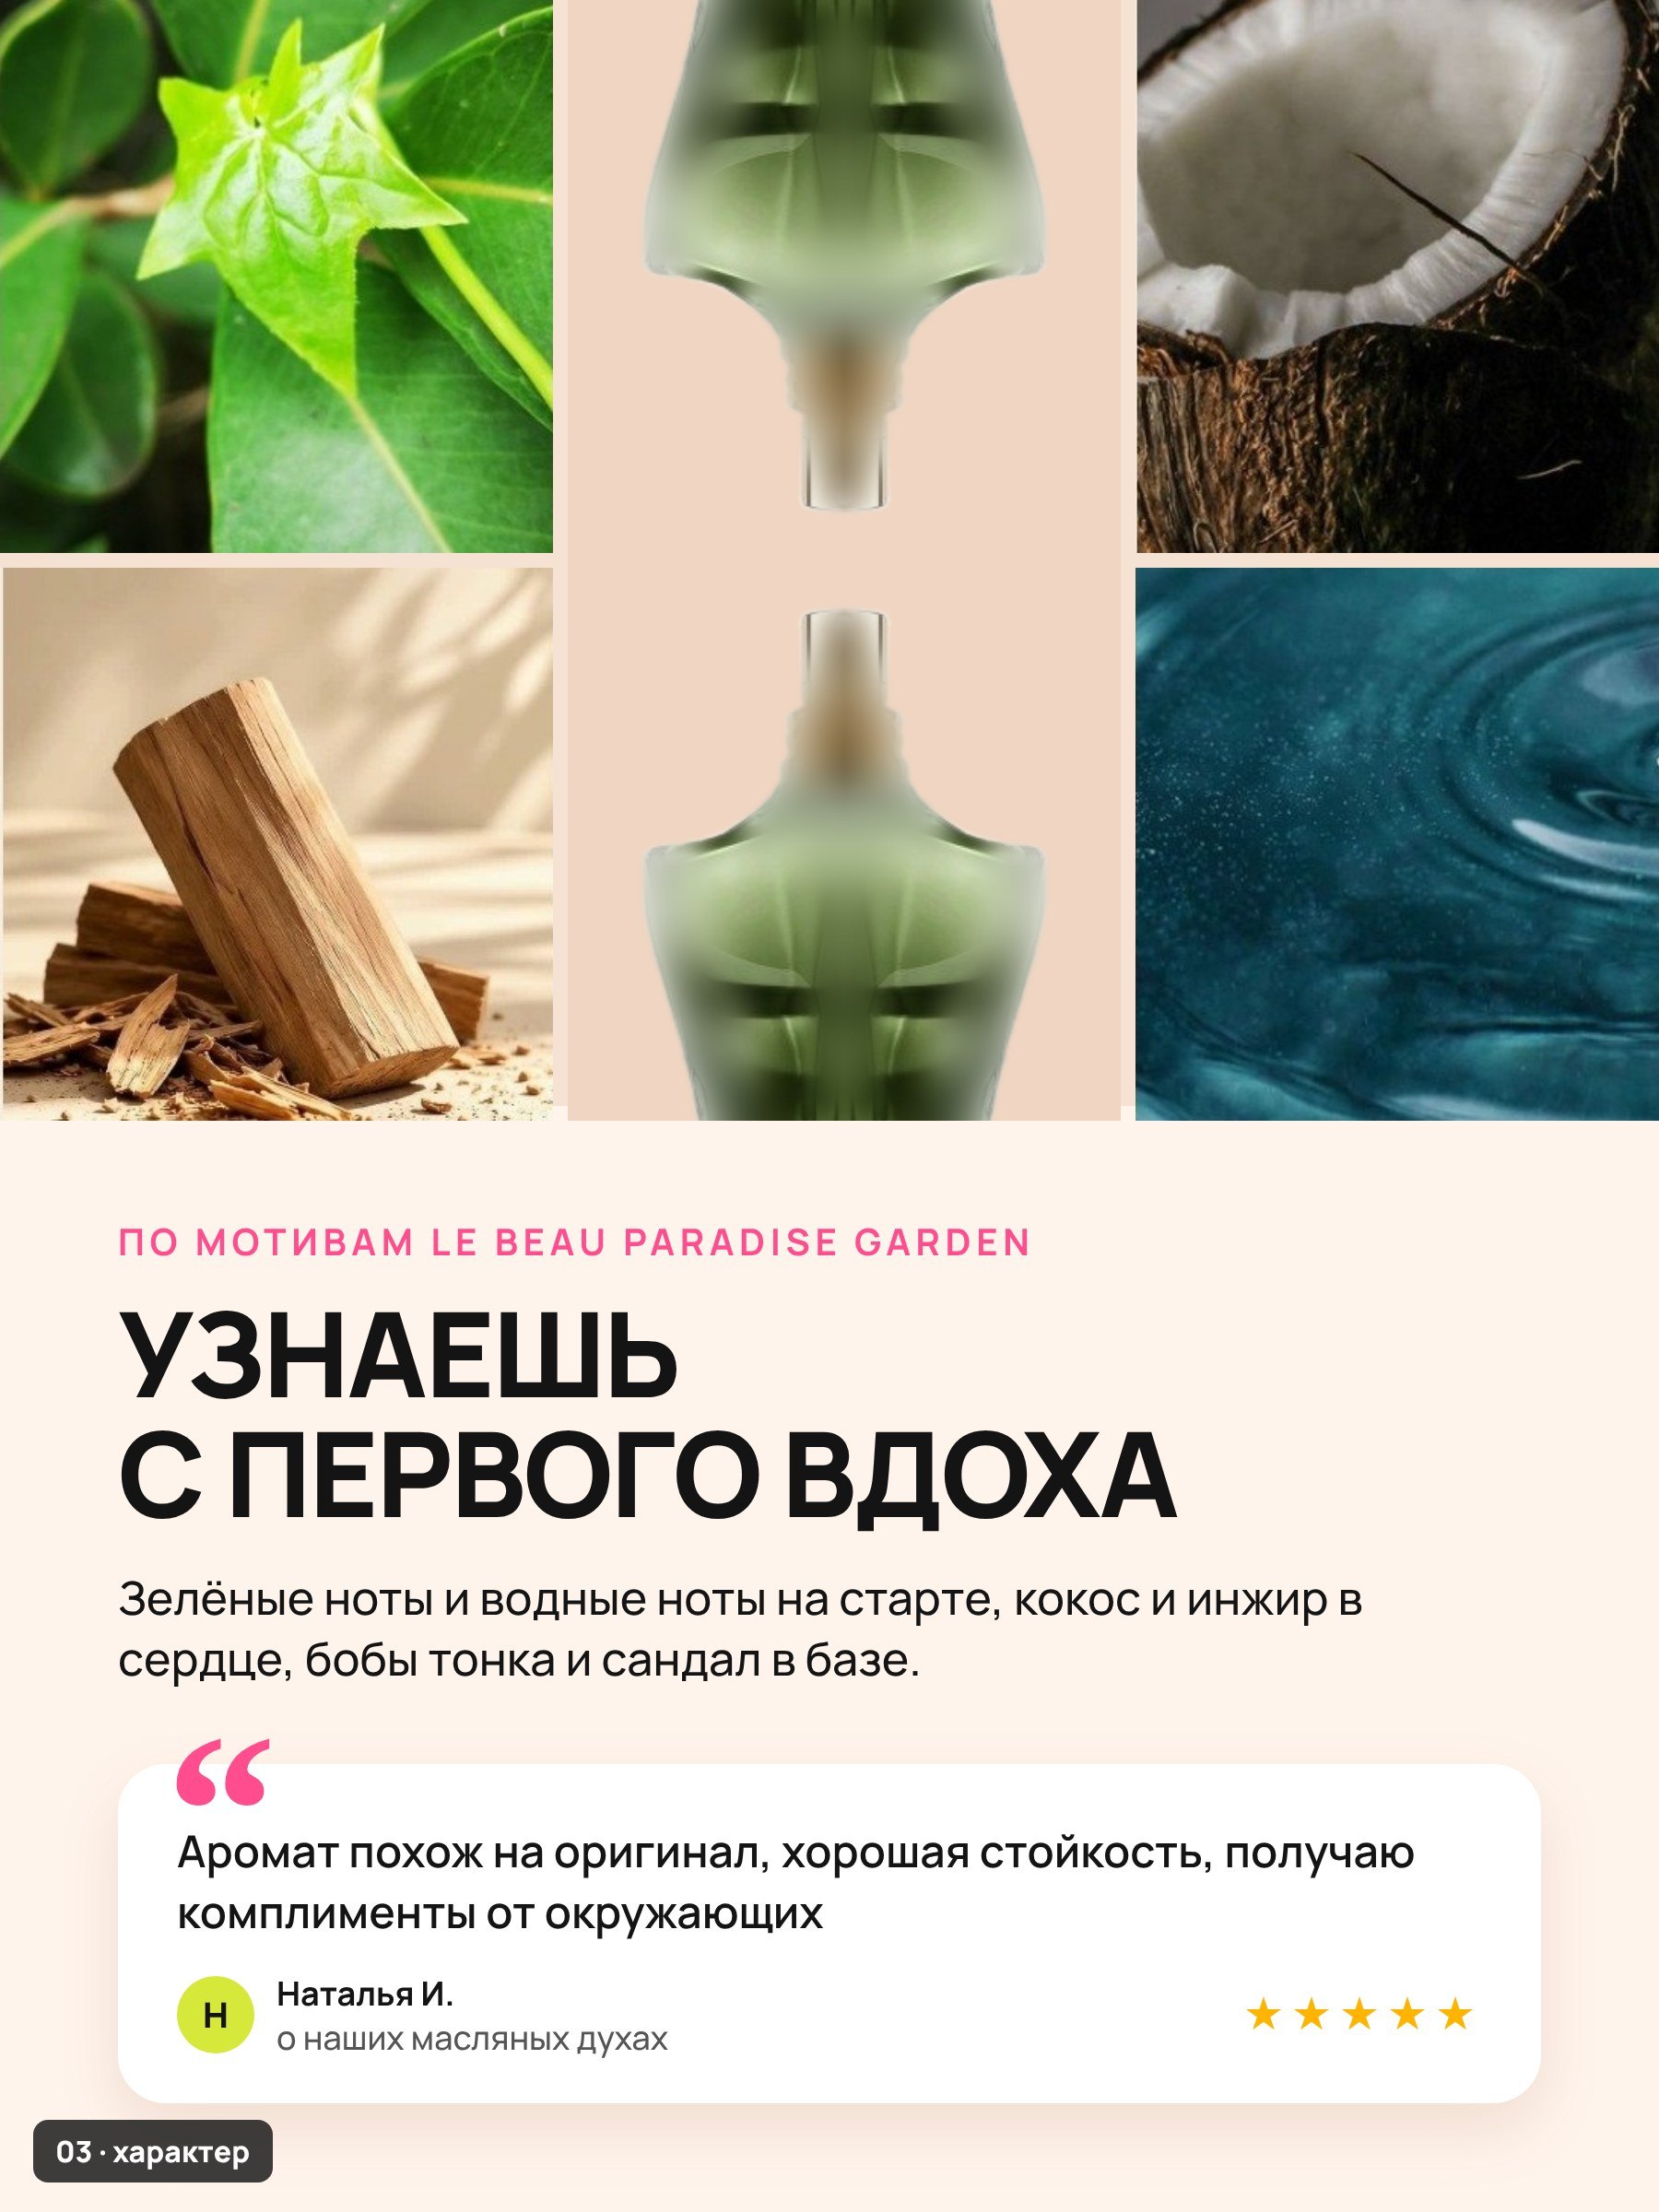 ПО МОТИВАМ LE BEAU PARADISE GARDEN
УЗНАЕШЬ
С ПЕРВОГО ВДОХА
Зелёные ноты и водные ноты на старте, кокос и инжир в
сердце, бобы тонка и сандал в базе.
“
Аромат похож на оригинал, хорошая стойкость, получаю
комплименты от окружающих
Н
Наталья И.
о наших масляных духах
★★★★★
03 · характер